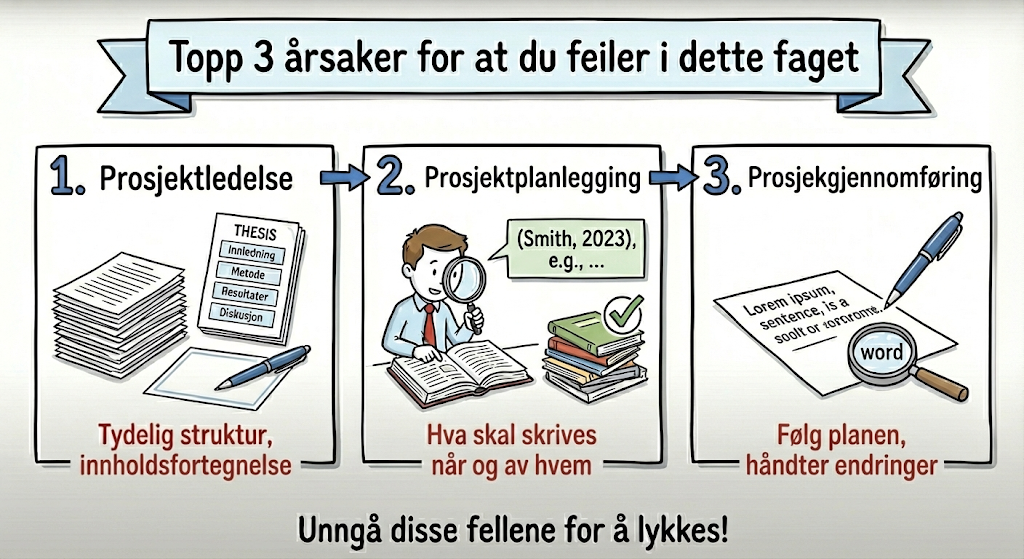 Topp 3 årsaker for at du feiler i dette faget
1. Prosjektledelse
THESIS
Innledning
Metode
Resultater
Diskusjon
Tydelig struktur,
innholdsfortegnelse
2. Prosjektplanlegging
(Smith, 2023),
e.g., ...
Hva skal skrives
når og av hvem
3. Prosjekgjennomføring
Lorem ipsum,
sentence, is a
or
word
Følg planen,
håndter endringer
Unngå disse fellene for å lykkes!